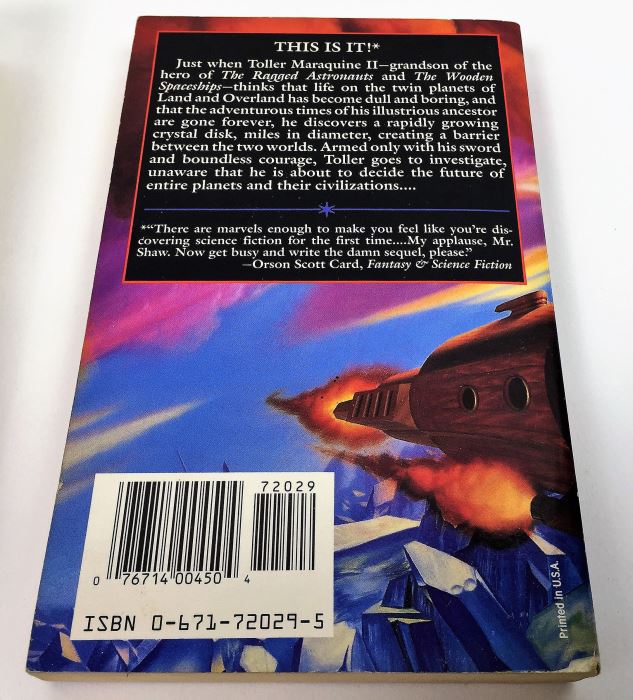 THIS IS IT!*
Just when Toller Maraquine II—grandson of the
hero of The Ragged Astronauts and The Wooden
Spaceships—thinks that life on the twin planets of
Land and Overland has become dull and boring, and
that the adventurous times of his illustrious ancestor
are gone forever, he discovers a rapidly growing
crystal disk, miles in diameter, creating a barrier
between the two worlds. Armed only with his sword
and boundless courage, Toller goes to investigate,
unaware that he is about to decide the future of
entire planets and their civilizations....
*“There are marvels enough to make you feel like you're dis-
covering science fiction for the first time....My applause, Mr.
Shaw. Now get busy and write the damn sequel, please.”
—Orson Scott Card, Fantasy & Science Fiction
72029
0 76714 00450 4
ISBN 0-671-72029-5
Printed in U.S.A.